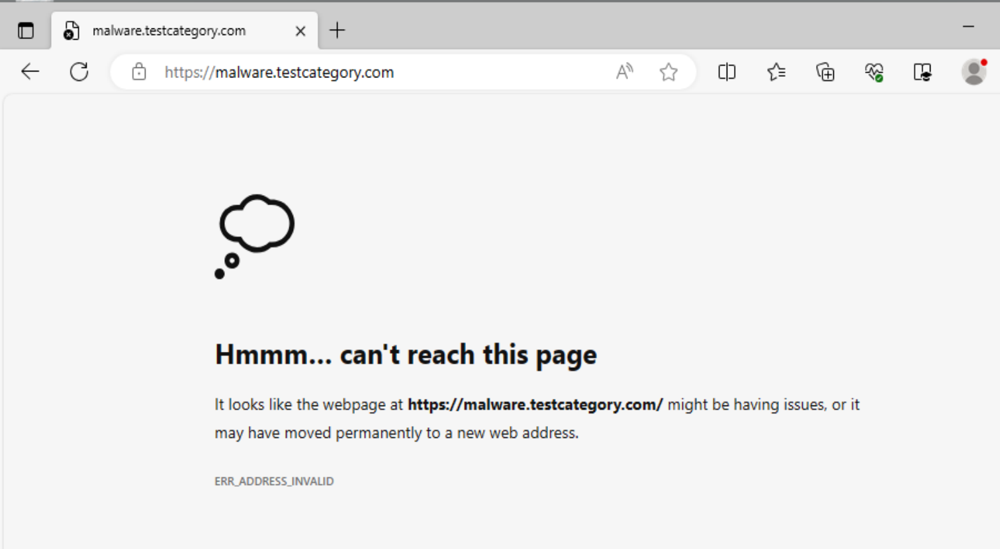 malware.testcategory.com
https://malware.testcategory.com
Hmmm... can't reach this page
It looks like the webpage at https://malware.testcategory.com/ might be having issues, or it
may have moved permanently to a new web address.
ERR_ADDRESS_INVALID